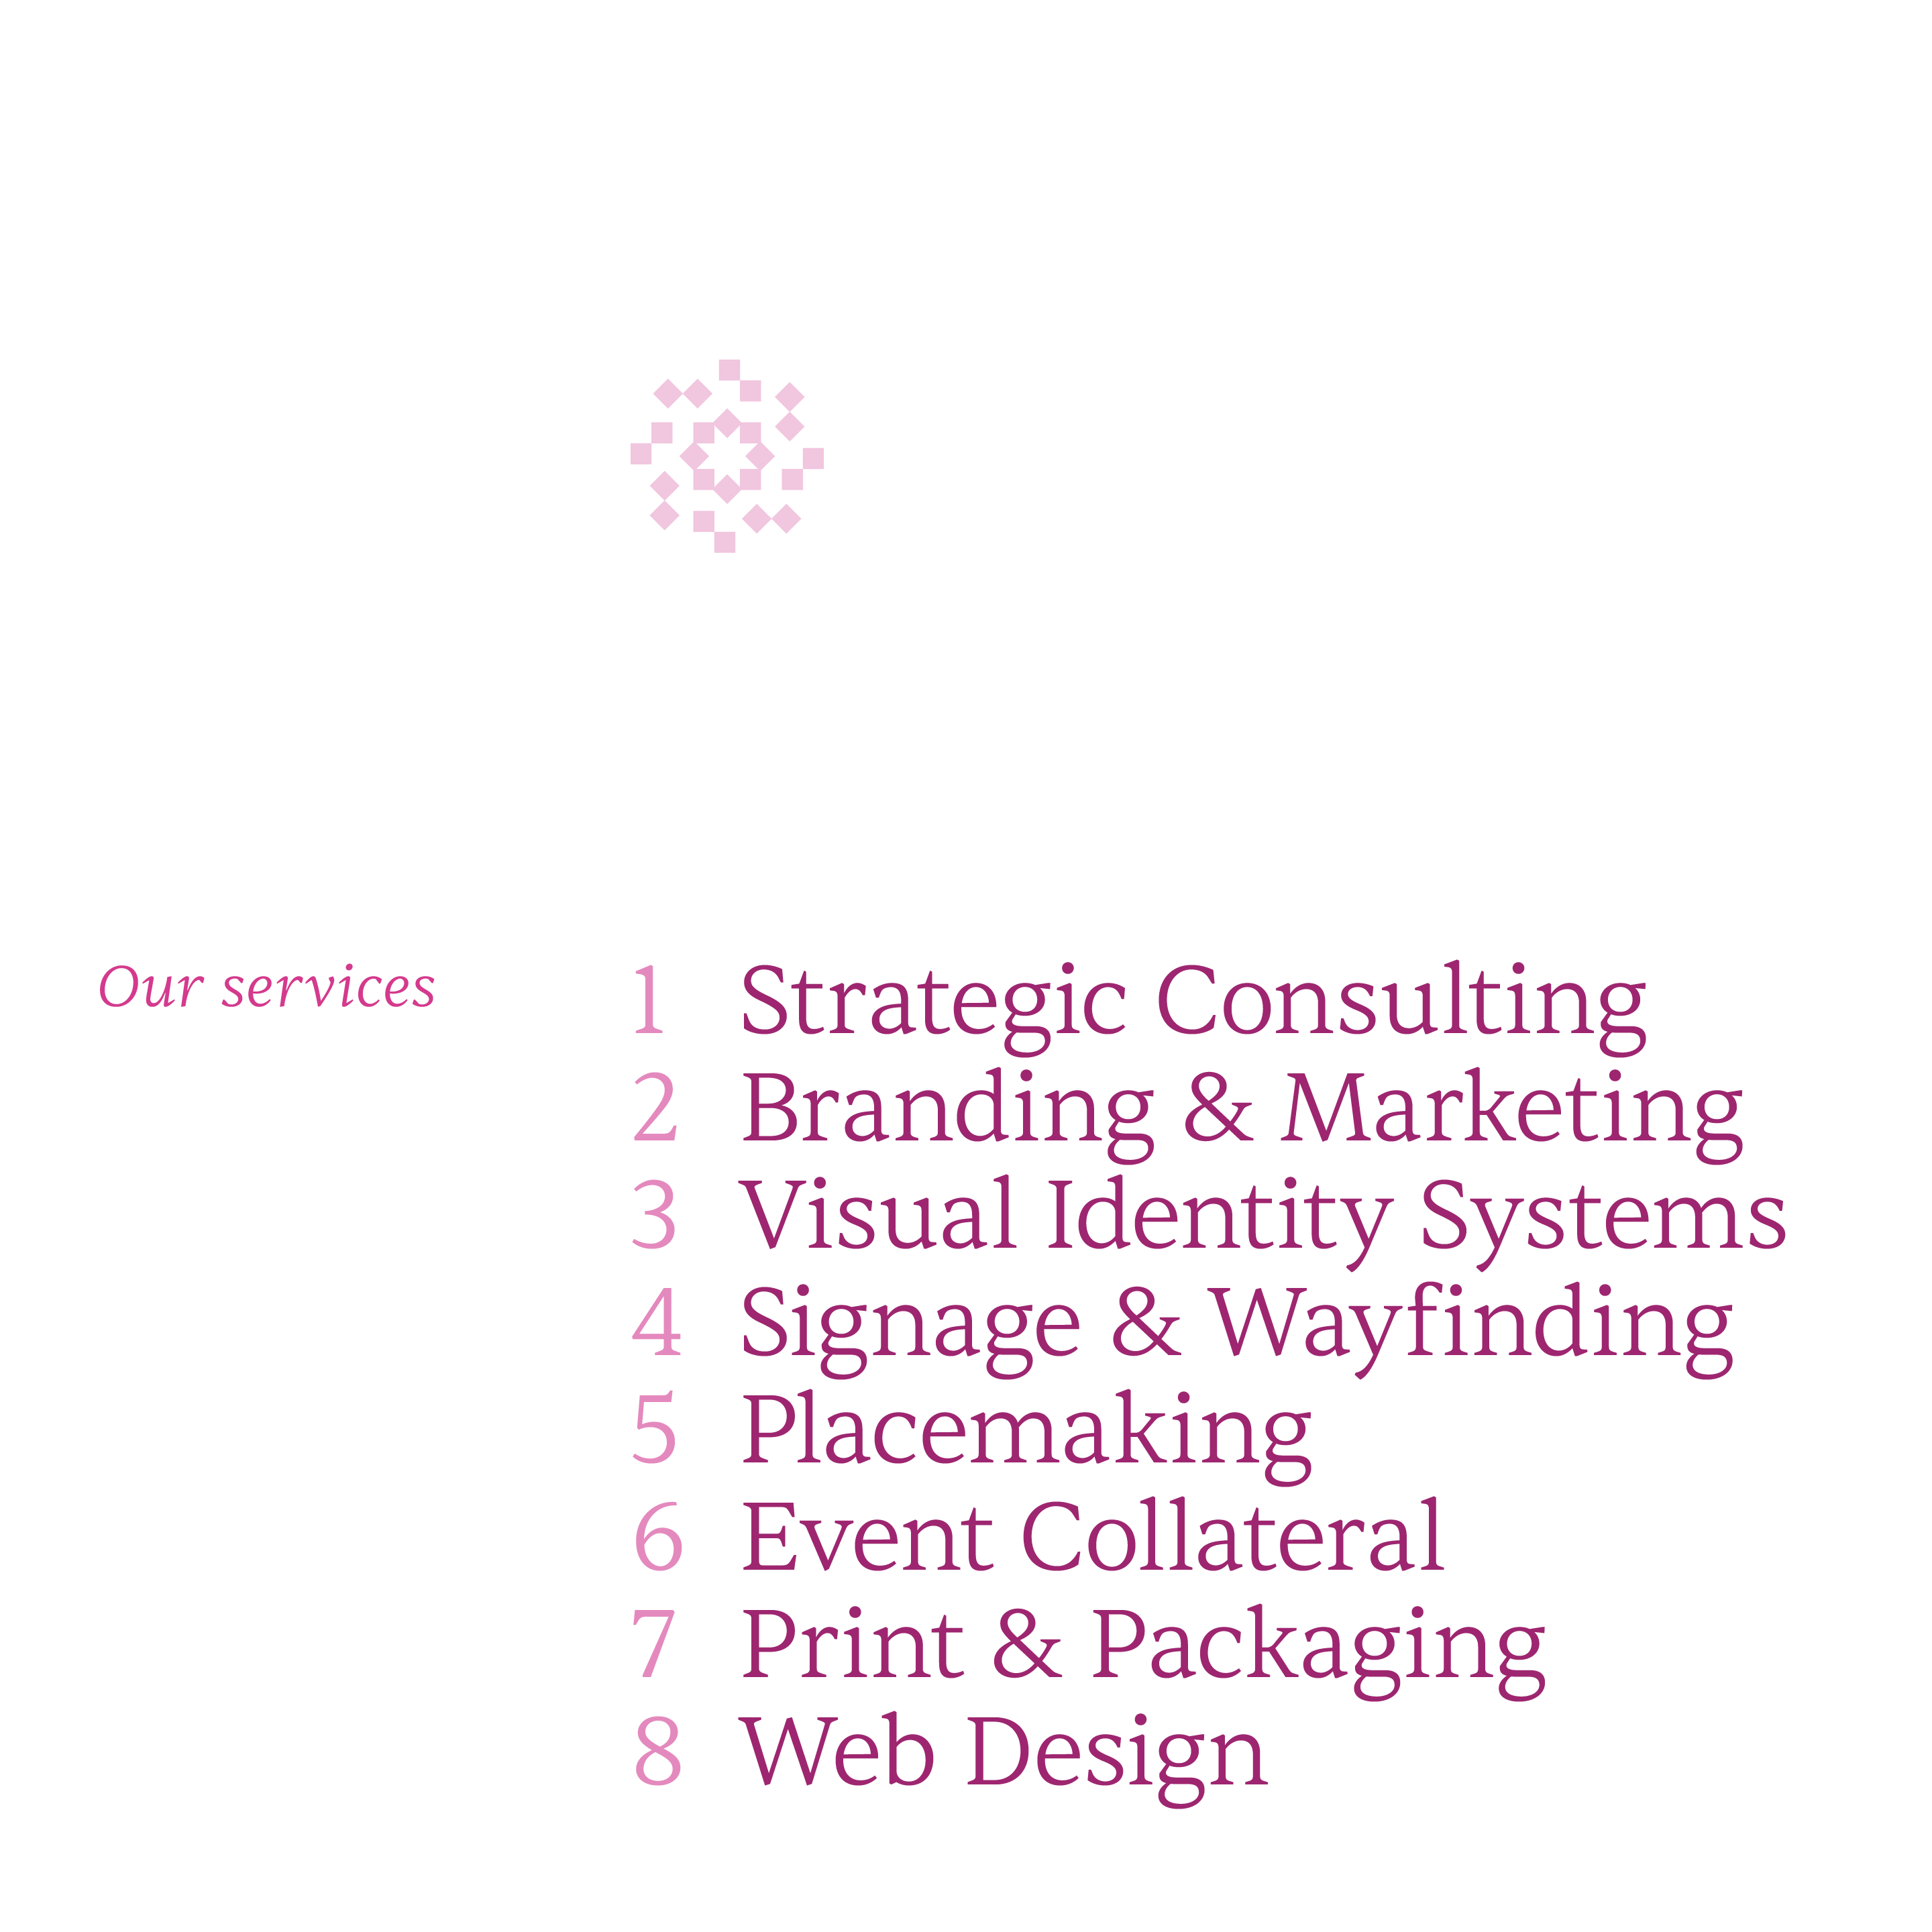 Our services
1 Strategic Consulting
2 Branding & Marketing
3 Visual Identity Systems
4 Signage & Wayfinding
5 Placemaking
6 Event Collateral
7 Print & Packaging
8 Web Design